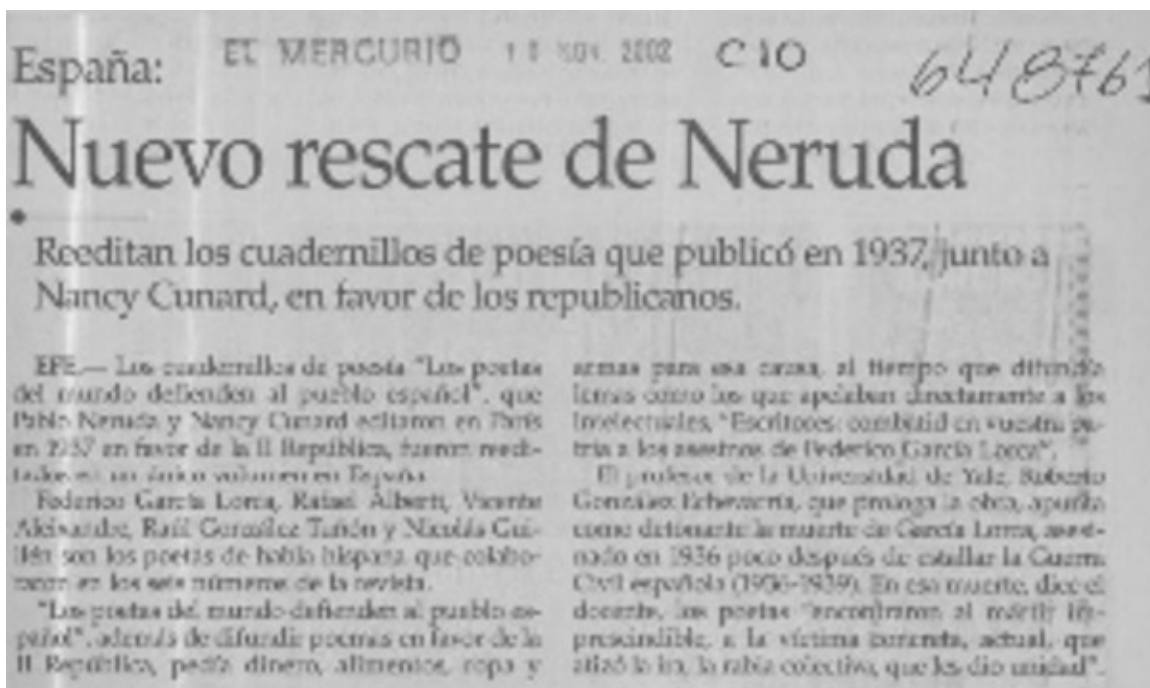 EL MERCURIO 18 NOV. 2002 C10 648761
España:
Nuevo rescate de Neruda
Reeditan los cuadernillos de poesía que publicó en 1937, junto a
Nancy Cunard, en favor de los republicanos.
EFE.— Los cuadernillos de poesía "Los poetas
del mundo defienden al pueblo español", que
Pablo Neruda y Nancy Cunard editaron en París
en 1937 en favor de la II República, fueron reedi-
tados en un único volumen en España.
Federico García Lorca, Rafael Alberti, Vicente
Aleixandre, Raúl González Tuñón y Nicolás Gui-
llén son los poetas de habla hispana que colabo-
raron en los seis números de la revista.
"Los poetas del mundo defienden al pueblo es-
pañol", además de difundir poemas en favor de la
II República, pedía dinero, alimentos, ropa y
armas para esa causa, al tiempo que difundía
lemas como los que apelaban directamente a los
intelectuales, "Escritores: combatid en vuestra pa-
tria a los asesinos de Federico García Lorca".
El profesor de la Universidad de Yale, Roberto
González Echevarría, que prologa la obra, apunta
como detonante la muerte de García Lorca, asesi-
nado en 1936 poco después de estallar la Guerra
Civil española (1936-1939). En esa muerte, dice el
docente, los poetas "encontraron al mártir im-
prescindible, a la víctima concreta, actual, que
atizó la ira, la rabia colectiva, que les dio unidad".